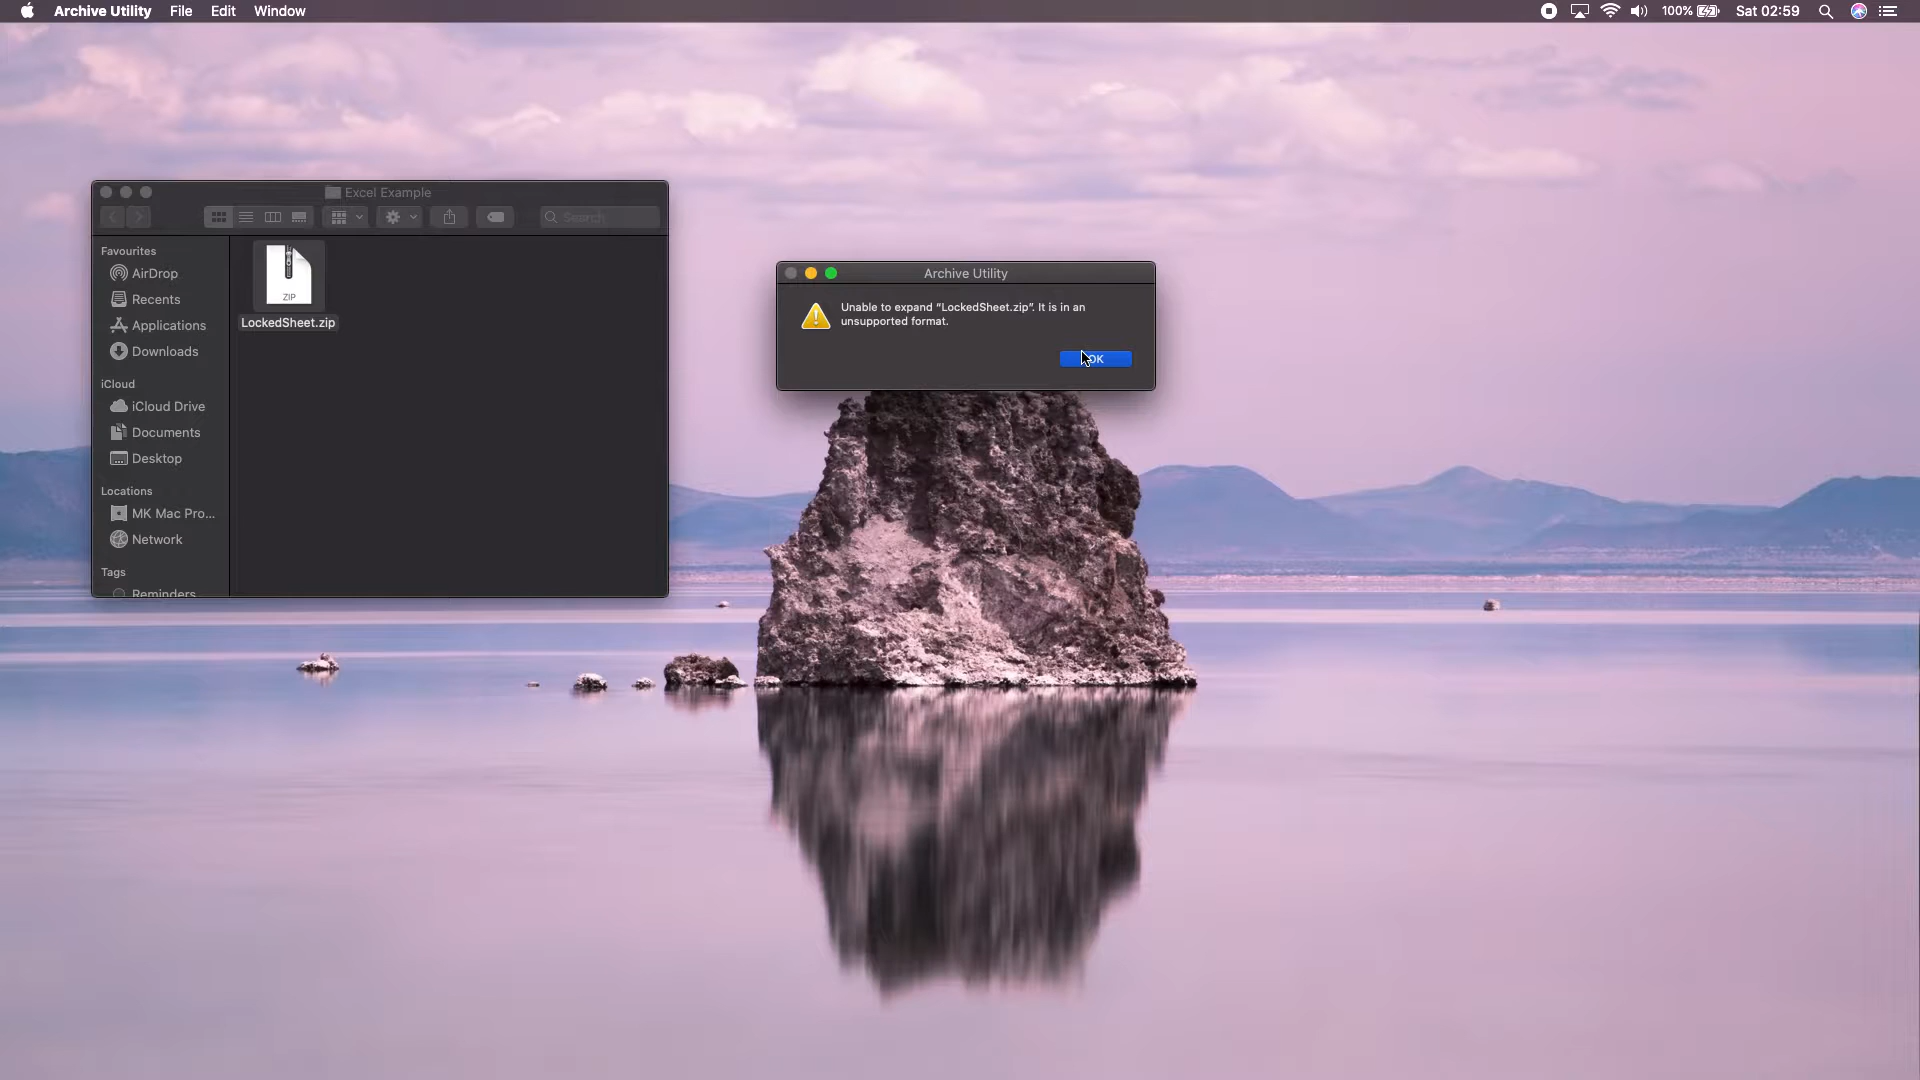 Archive Utility File Edit Window 100% Sat 02:59
Excel Example
Search
Favourites
AirDrop
Recents
Applications
Downloads
iCloud
iCloud Drive
Documents
Desktop
Locations
MK Mac Pro...
Network
Tags
Reminders
ZIP
LockedSheet.zip
Archive Utility
Unable to expand "LockedSheet.zip". It is in an
unsupported format.
OK